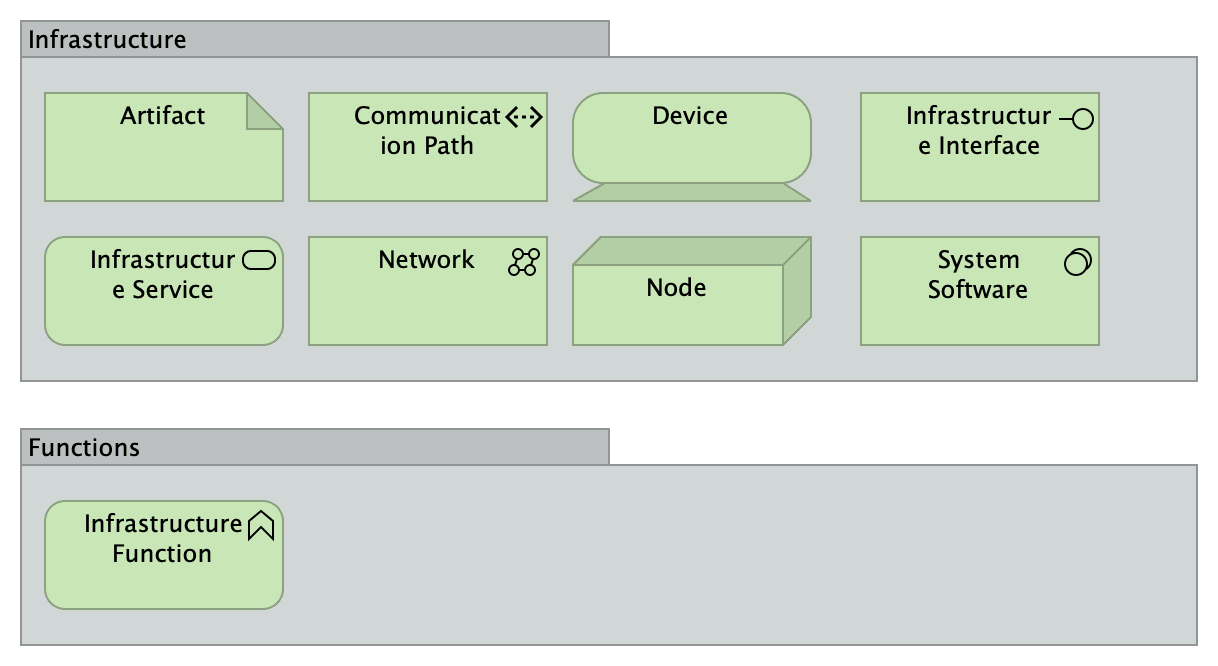 Infrastructure
Artifact
Communicat
ion Path
Device
Infrastructur
e Interface
Infrastructur
e Service
Network
Node
System
Software
Functions
Infrastructure
Function